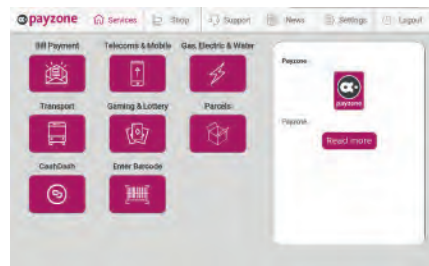 payzone Services Shop Support News Settings Logout
Bill Payment Telecoms & Mobile Gas, Electric & Water
Payzone
payzone
Transport Gaming & Lottery Parcels
Payzone
Read more
CashDash Enter Barcode